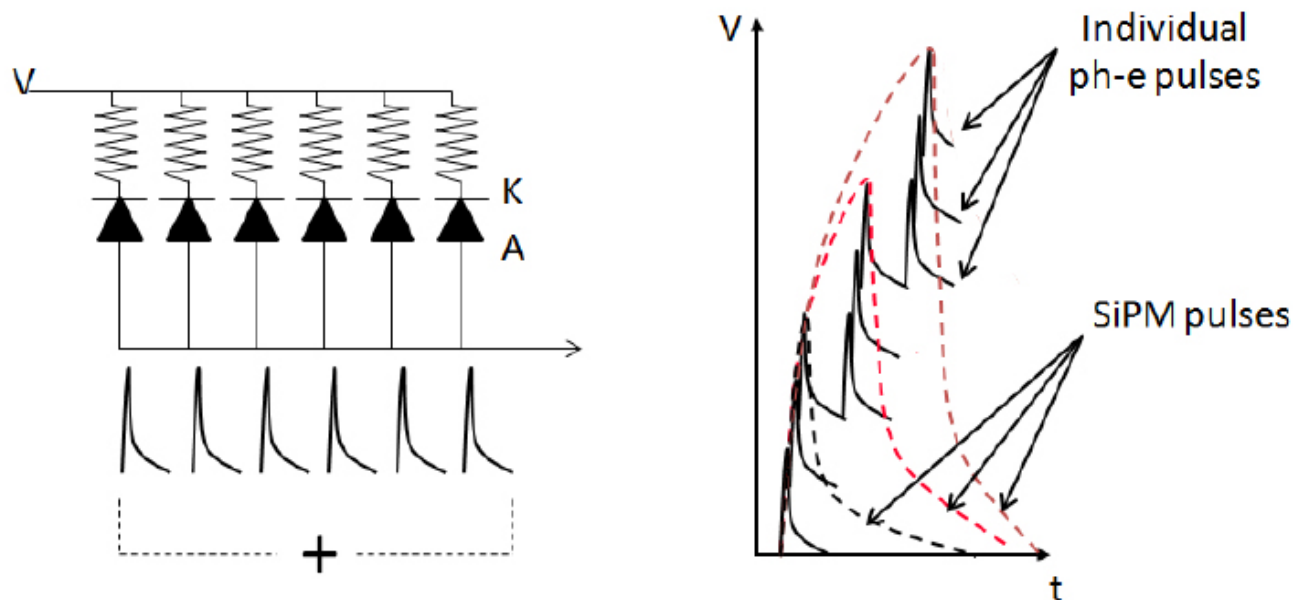 V
K
A
+
V
Individual
ph-e pulses
SiPM pulses
t